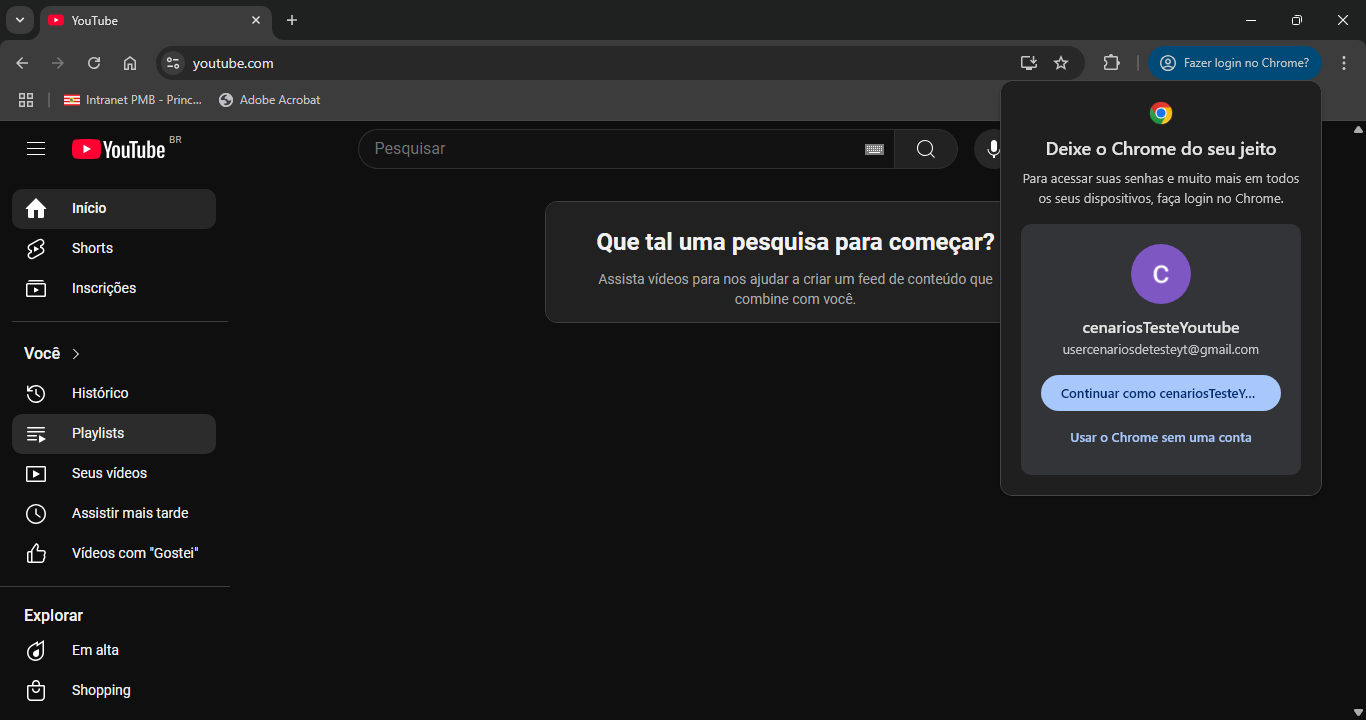 YouTube
youtube.com
Fazer login no Chrome?
Intranet PMB - Princ...
Adobe Acrobat
YouTube BR
Pesquisar
Início
Shorts
Inscrições
Você
Histórico
Playlists
Seus vídeos
Assistir mais tarde
Vídeos com "Gostei"
Explorar
Em alta
Shopping
Que tal uma pesquisa para começar?
Assista vídeos para nos ajudar a criar um feed de conteúdo que
combine com você.
Deixe o Chrome do seu jeito
Para acessar suas senhas e muito mais em todos
os seus dispositivos, faça login no Chrome.
C
cenariosTesteYoutube
usercenariosdetesteyt@gmail.com
Continuar como cenariosTesteY...
Usar o Chrome sem uma conta